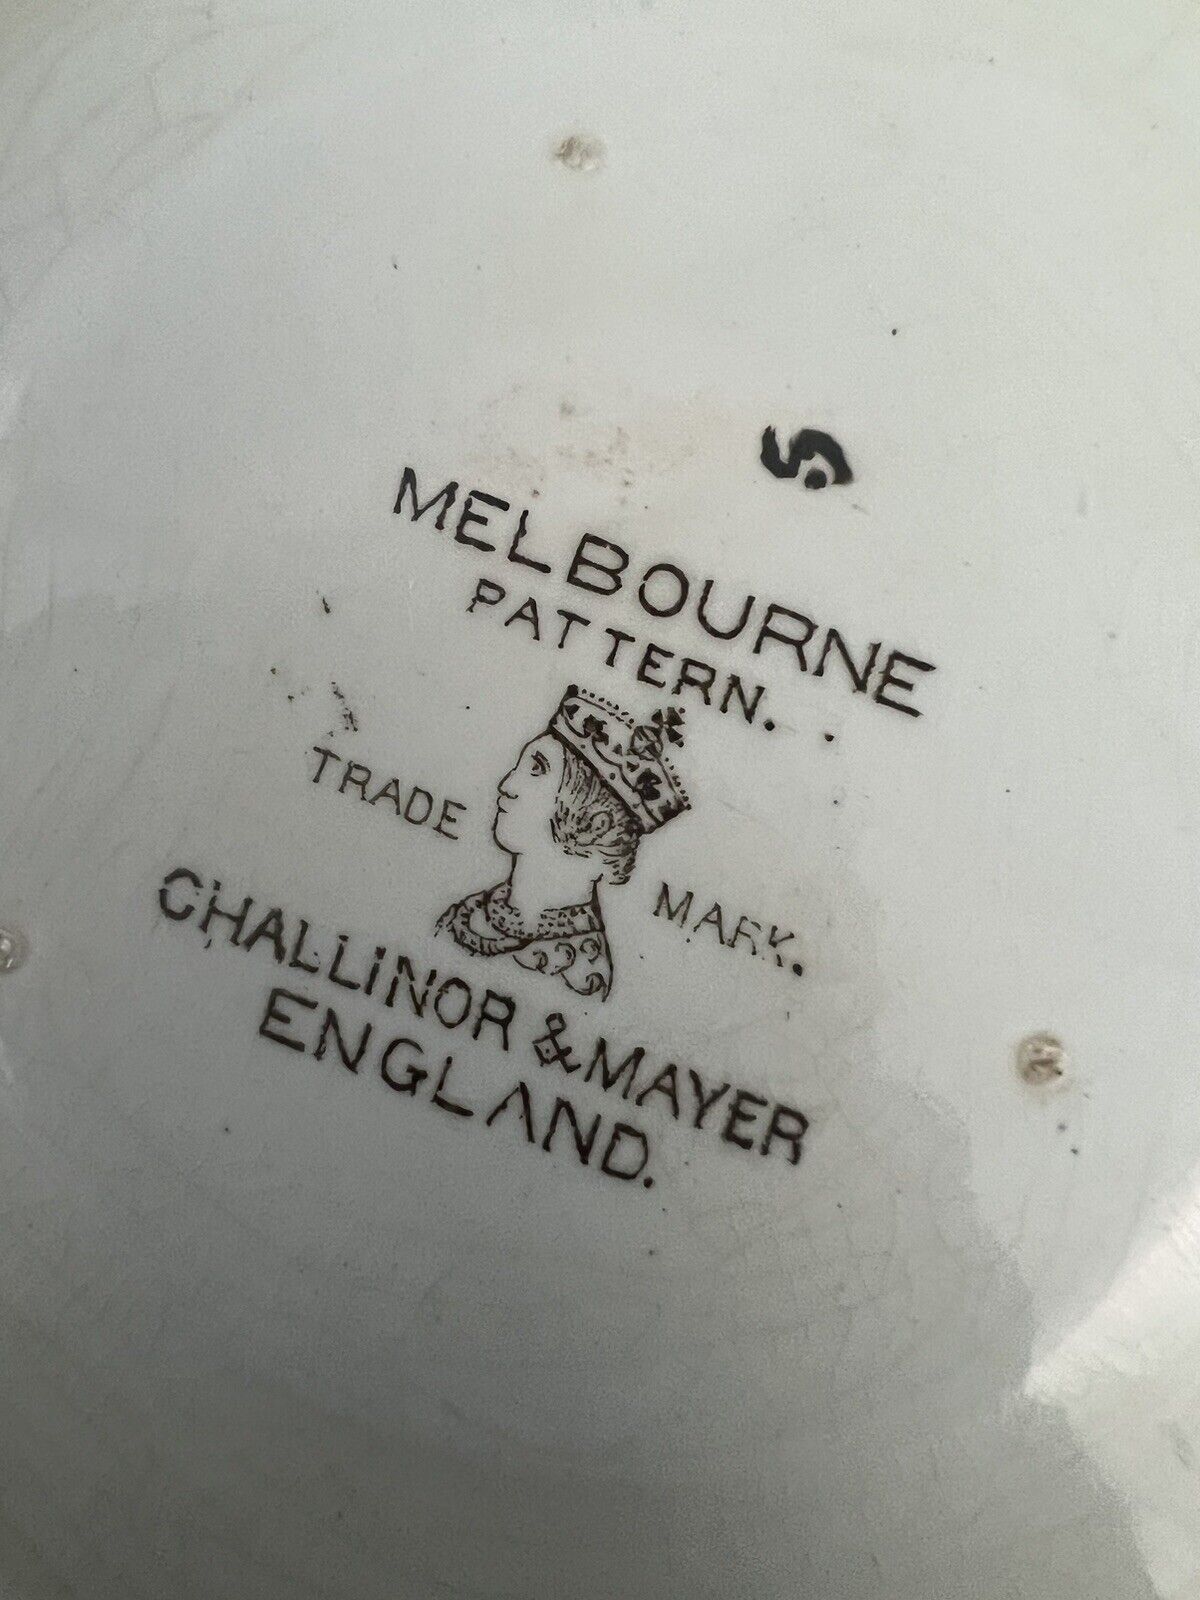 5
MELBOURNE
PATTERN.
TRADE MARK.
CHALLINOR & MAYER
ENGLAND.